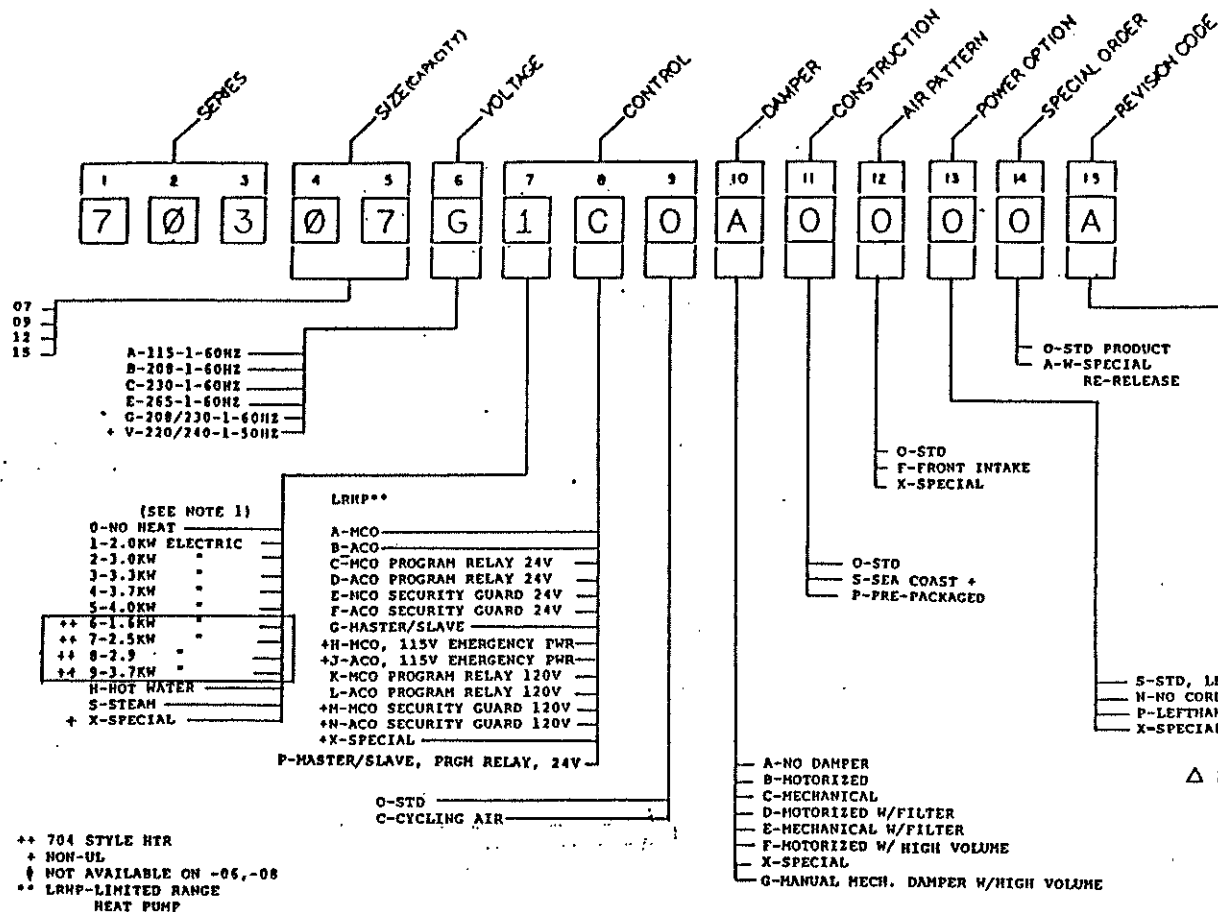 SERIES
SIZE(CAPACITY)
VOLTAGE
CONTROL
DAMPER
CONSTRUCTION
AIR PATTERN
POWER OPTION
SPECIAL ORDER
REVISION CODE
1 2 3 4 5 6 7 8 9 10 11 12 13 14 15
7 Ø 3 Ø 7 G 1 C O A O O O O A
07
09
12
15
A-115-1-60HZ
B-208-1-60HZ
C-230-1-60HZ
E-265-1-60HZ
G-208/230-1-60HZ
+ V-220/240-1-50HZ
(SEE NOTE 1)
O-NO HEAT
1-2.0KW ELECTRIC
2-3.0KW "
3-3.3KW "
4-3.7KW "
5-4.0KW "
++ 6-1.6KW "
++ 7-2.5KW "
++ 8-2.9 "
++ 9-3.7KW "
H-HOT WATER
S-STEAM
+ X-SPECIAL
LRHP**
A-MCO
B-ACO
C-MCO PROGRAM RELAY 24V
D-ACO PROGRAM RELAY 24V
E-MCO SECURITY GUARD 24V
F-ACO SECURITY GUARD 24V
G-MASTER/SLAVE
+H-MCO, 115V EMERGENCY PWR
+J-ACO, 115V EMERGENCY PWR
K-MCO PROGRAM RELAY 120V
L-ACO PROGRAM RELAY 120V
+M-MCO SECURITY GUARD 120V
+N-ACO SECURITY GUARD 120V
+X-SPECIAL
P-MASTER/SLAVE, PRGM RELAY, 24V
O-STD
C-CYCLING AIR
A-NO DAMPER
B-MOTORIZED
C-MECHANICAL
D-MOTORIZED W/FILTER
E-MECHANICAL W/FILTER
F-MOTORIZED W/ HIGH VOLUME
X-SPECIAL
G-MANUAL MECH. DAMPER W/HIGH VOLUME
O-STD
S-SEA COAST +
P-PRE-PACKAGED
O-STD
F-FRONT INTAKE
X-SPECIAL
S-STD, L
N-NO COR
P-LEFTHA
X-SPECIAL
O-STD PRODUCT
A-W-SPECIAL
RE-RELEASE
Δ
++ 704 STYLE HTR
+ NON-UL
NOT AVAILABLE ON -06,-08
** LRHP-LIMITED RANGE
HEAT PUMP